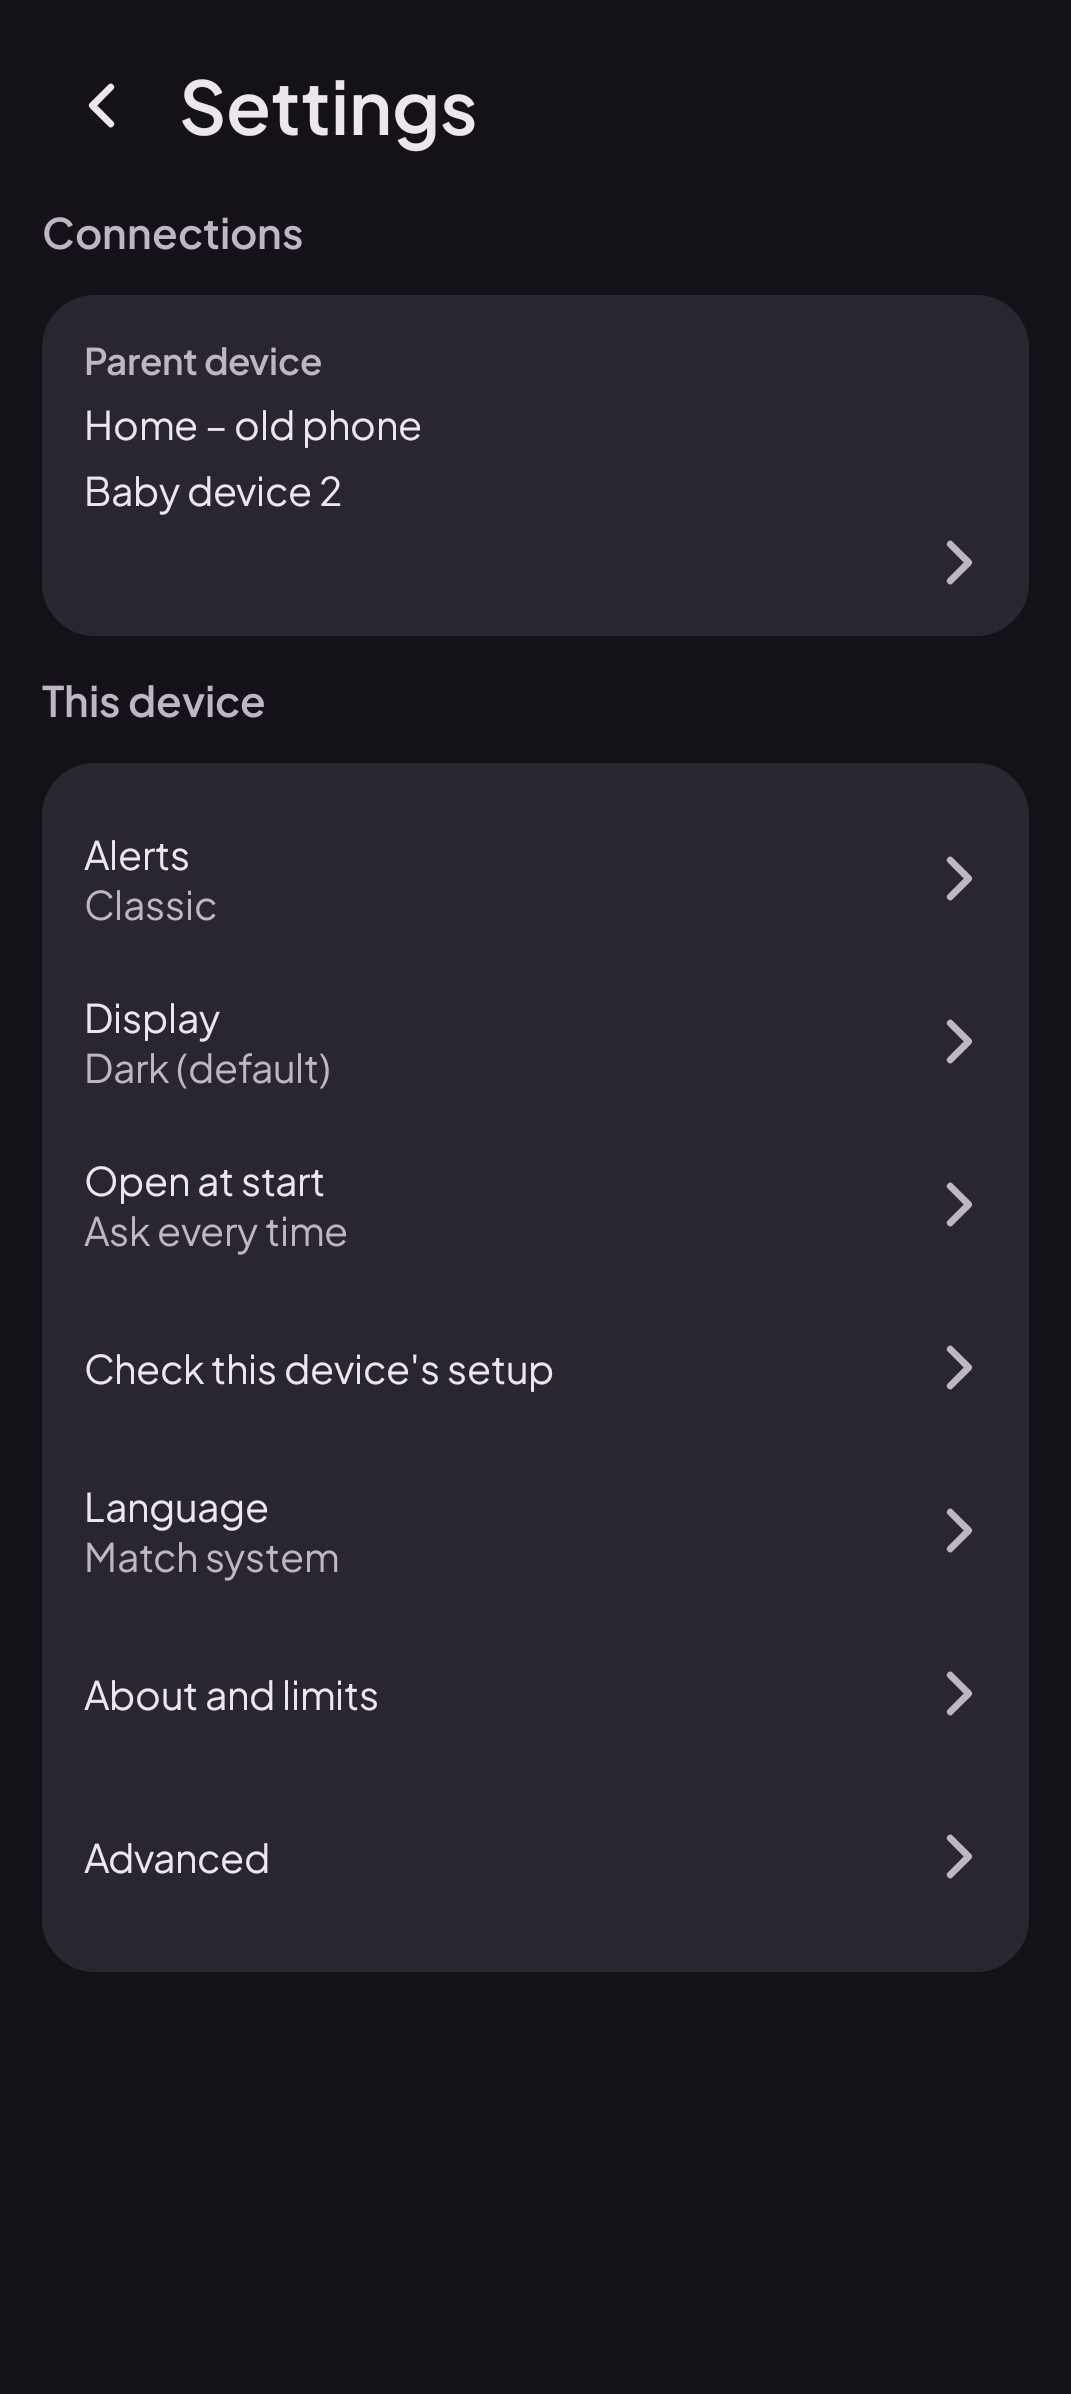 Settings
Connections
Parent device
Home – old phone
Baby device 2
This device
Alerts
Classic
Display
Dark (default)
Open at start
Ask every time
Check this device's setup
Language
Match system
About and limits
Advanced